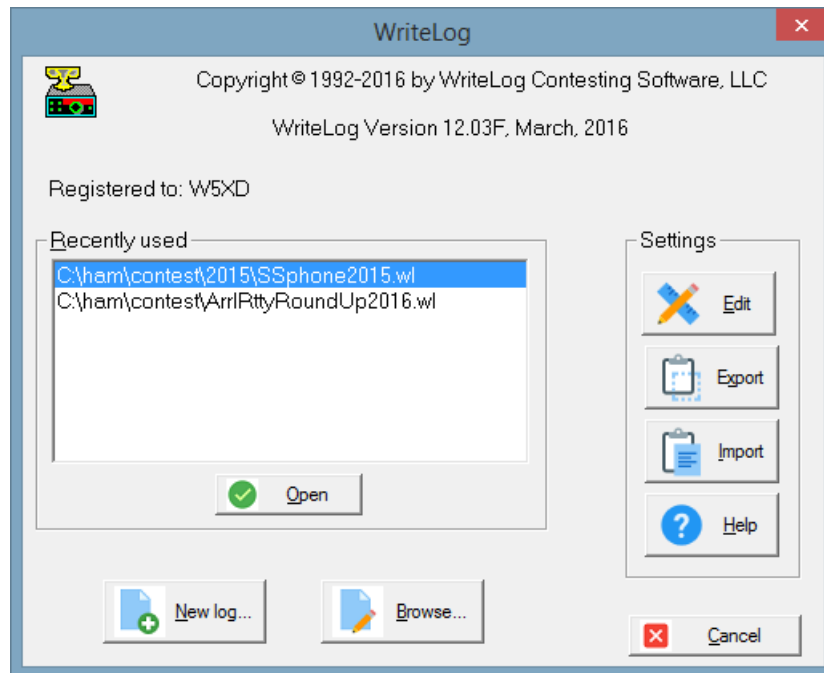 WriteLog
Copyright © 1992-2016 by WriteLog Contesting Software, LLC
WriteLog Version 12.03F, March, 2016
Registered to: W5XD
Recently used
C:\ham\contest\2015\SSphone2015.wl
C:\ham\contest\ArrlRttyRoundUp2016.wl
Open
Settings
Edit
Export
Import
Help
New log...
Browse...
Cancel